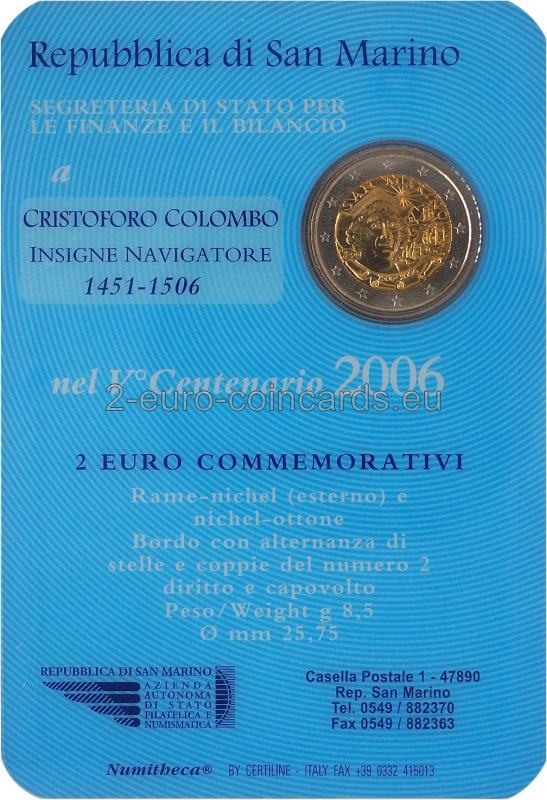 Repubblica di San Marino
SEGRETERIA DI STATO PER
LE FINANZE E IL BILANCIO
a
CRISTOFORO COLOMBO
INSIGNE NAVIGATORE
1451-1506
SAN MARINO
1506-2006
nel V° Centenario 2006
2-euro-coincards.eu
2 EURO COMMEMORATIVI
Rame-nichel (esterno) e
nichel-ottone
Bordo con alternanza di
stelle e coppie del numero 2
diritto e capovolto
Peso/Weight g 8,5
Ø mm 25,75
REPUBBLICA DI SAN MARINO
AZIENDA
AUTONOMA
DI STATO
FILATELICA E
NUMISMATICA
Casella Postale 1 - 47890
Rep. San Marino
Tel. 0549 / 882370
Fax 0549 / 882363
Numitheca® BY CERTILINE - ITALY FAX +39 0332 415013